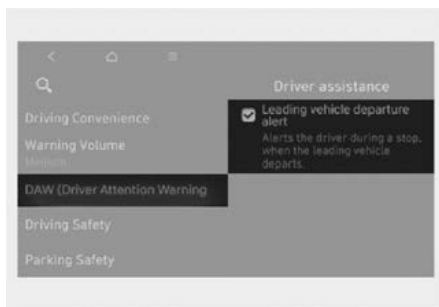 Driver assistance
Driving Convenience
Warning Volume
Medium
DAW (Driver Attention Warning
Driving Safety
Parking Safety
Leading vehicle departure
alert
Alerts the driver during a stop,
when the leading vehicle
departs.